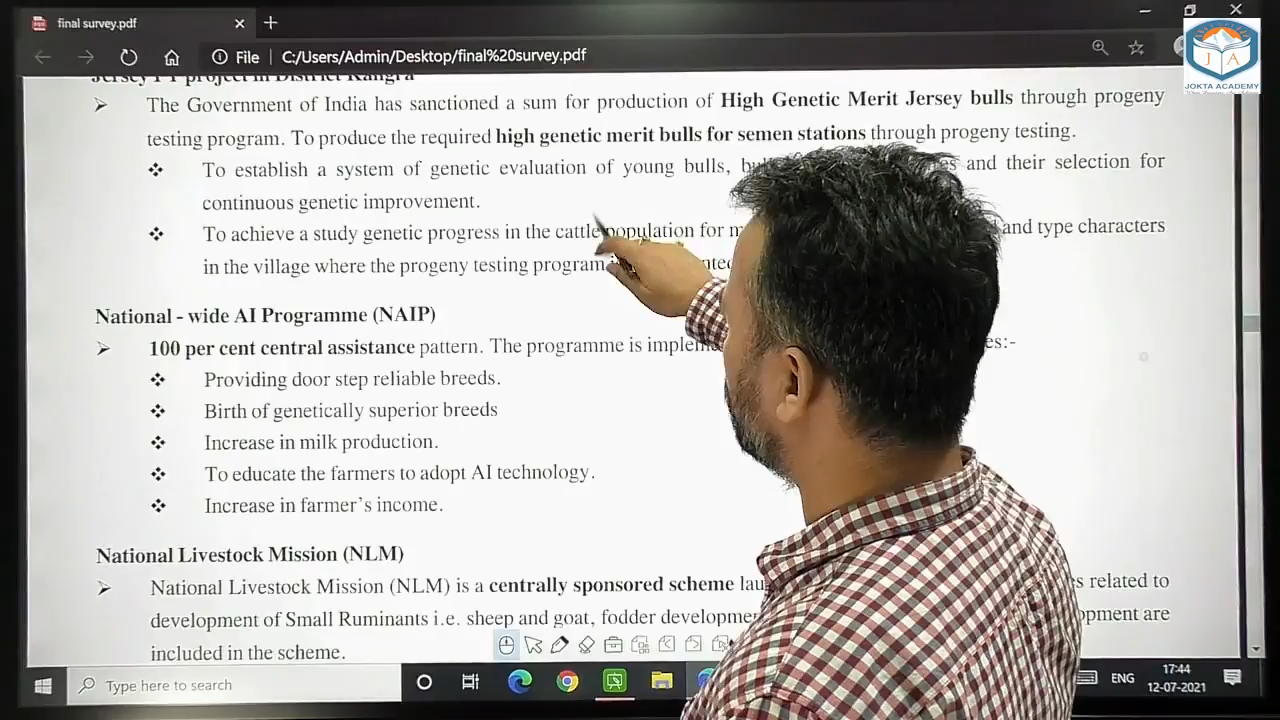 final survey.pdf
File C:/Users/Admin/Desktop/final%20survey.pdf
J A
JOKTA ACADEMY
Jersey PT project in District Kangra
The Government of India has sanctioned a sum for production of High Genetic Merit Jersey bulls through progeny
testing program. To produce the required high genetic merit bulls for semen stations through progeny testing.
To establish a system of genetic evaluation of young bulls, and their selection for
continuous genetic improvement.
To achieve a study genetic progress in the cattle population for and type characters
in the village where the progeny testing program
National - wide AI Programme (NAIP)
100 per cent central assistance pattern. The programme is
Providing door step reliable breeds.
Birth of genetically superior breeds
Increase in milk production.
To educate the farmers to adopt AI technology.
Increase in farmer's income.
National Livestock Mission (NLM)
National Livestock Mission (NLM) is a centrally sponsored scheme related to
development of Small Ruminants i.e. sheep and goat, fodder are
included in the scheme.
Type here to search
ENG
17:44
12-07-2021